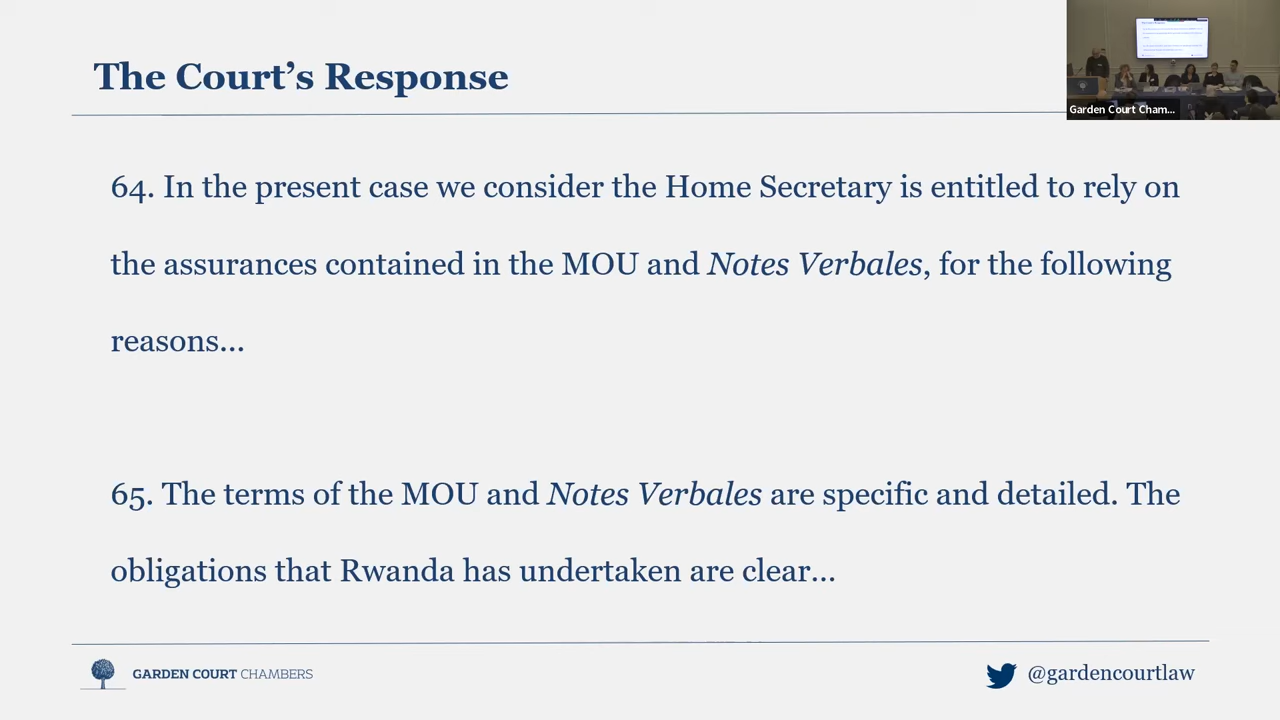 The Court’s Response
Garden Court Cham...
64. In the present case we consider the Home Secretary is entitled to rely on
the assurances contained in the MOU and Notes Verbales, for the following
reasons...
65. The terms of the MOU and Notes Verbales are specific and detailed. The
obligations that Rwanda has undertaken are clear...
GARDEN COURT CHAMBERS
@gardencourtlaw